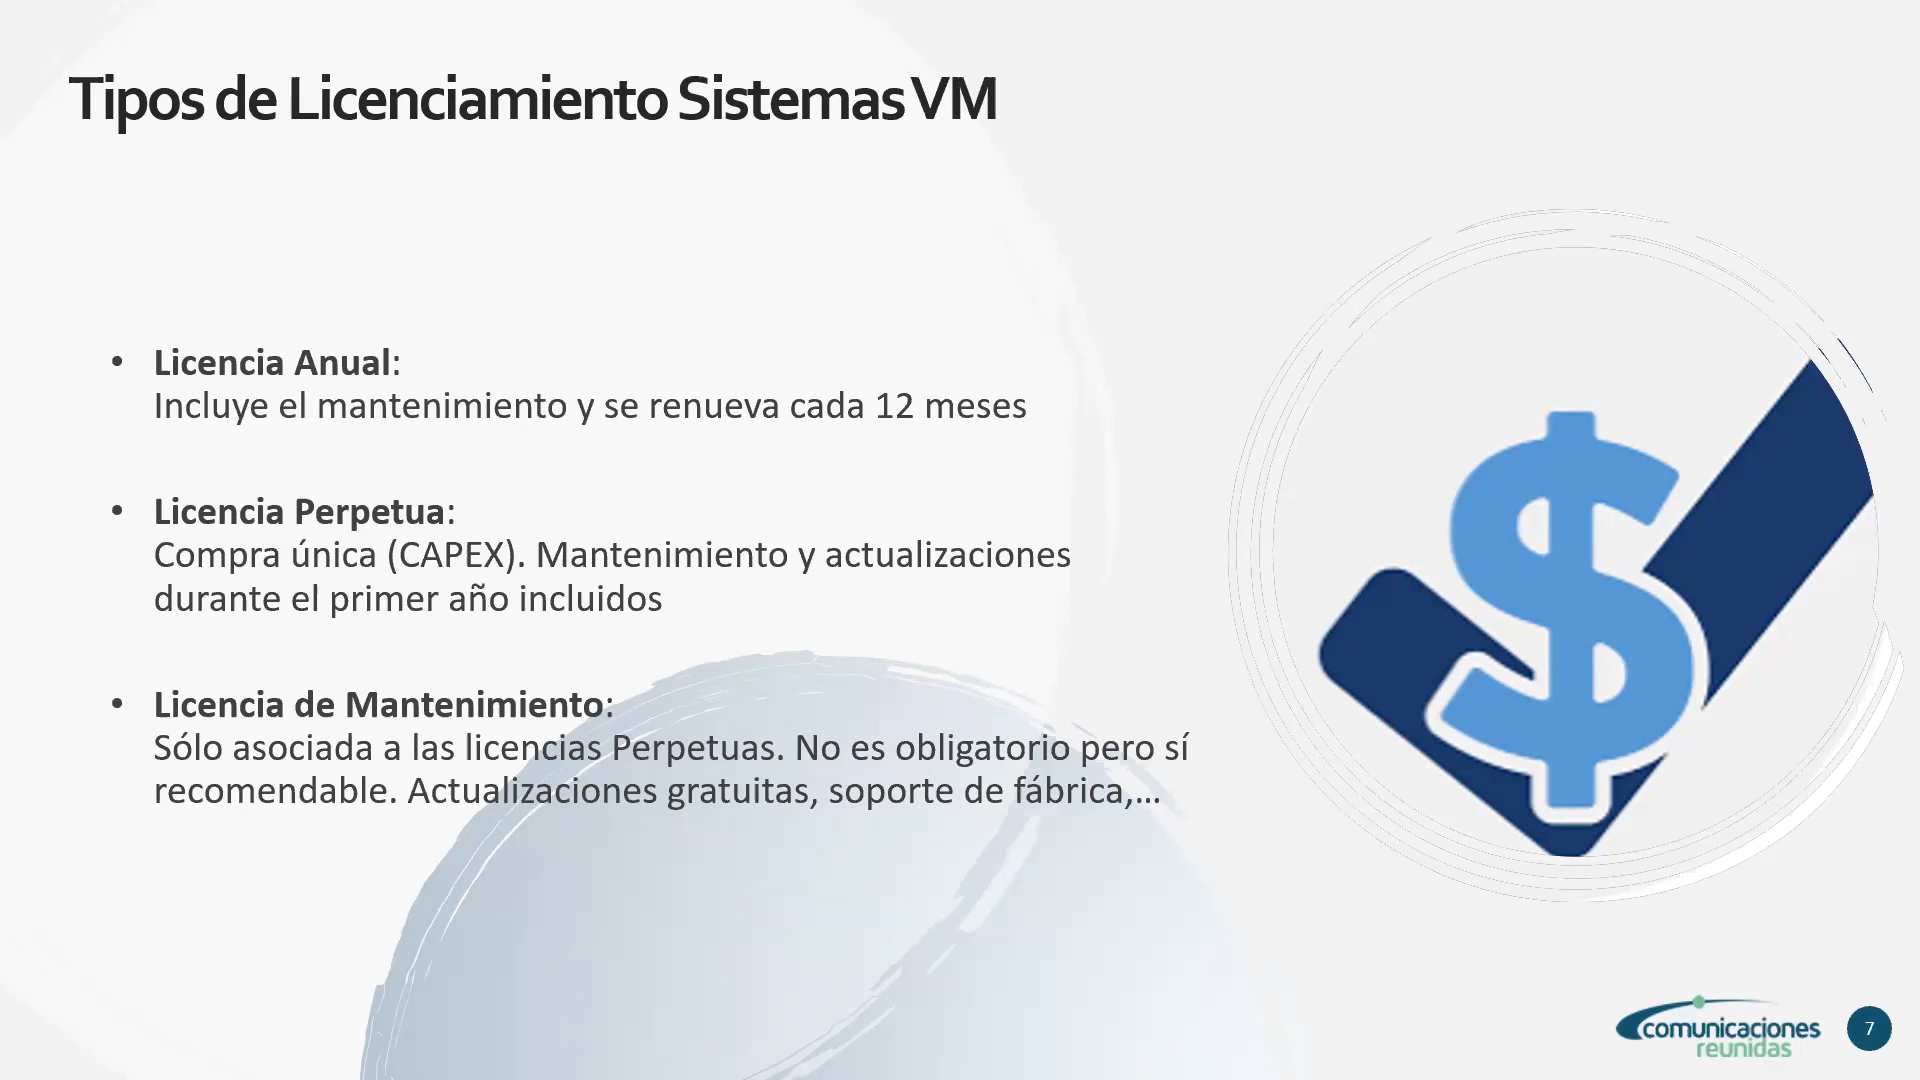 Tipos de Licenciamiento Sistemas VM
• Licencia Anual:
Incluye el mantenimiento y se renueva cada 12 meses
• Licencia Perpetua:
Compra única (CAPEX). Mantenimiento y actualizaciones
durante el primer año incluidos
• Licencia de Mantenimiento:
Sólo asociada a las licencias Perpetuas. No es obligatorio pero sí
recomendable. Actualizaciones gratuitas, soporte de fábrica,...
$
comunicaciones
reunidas
7